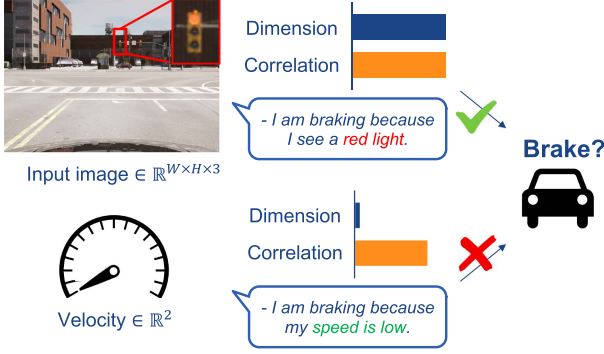 Dimension
Correlation
- I am braking because
I see a red light.
Input image ∈ ℝ^{W×H×3}
Brake?
Dimension
Correlation
- I am braking because
my speed is low.
Velocity ∈ ℝ²